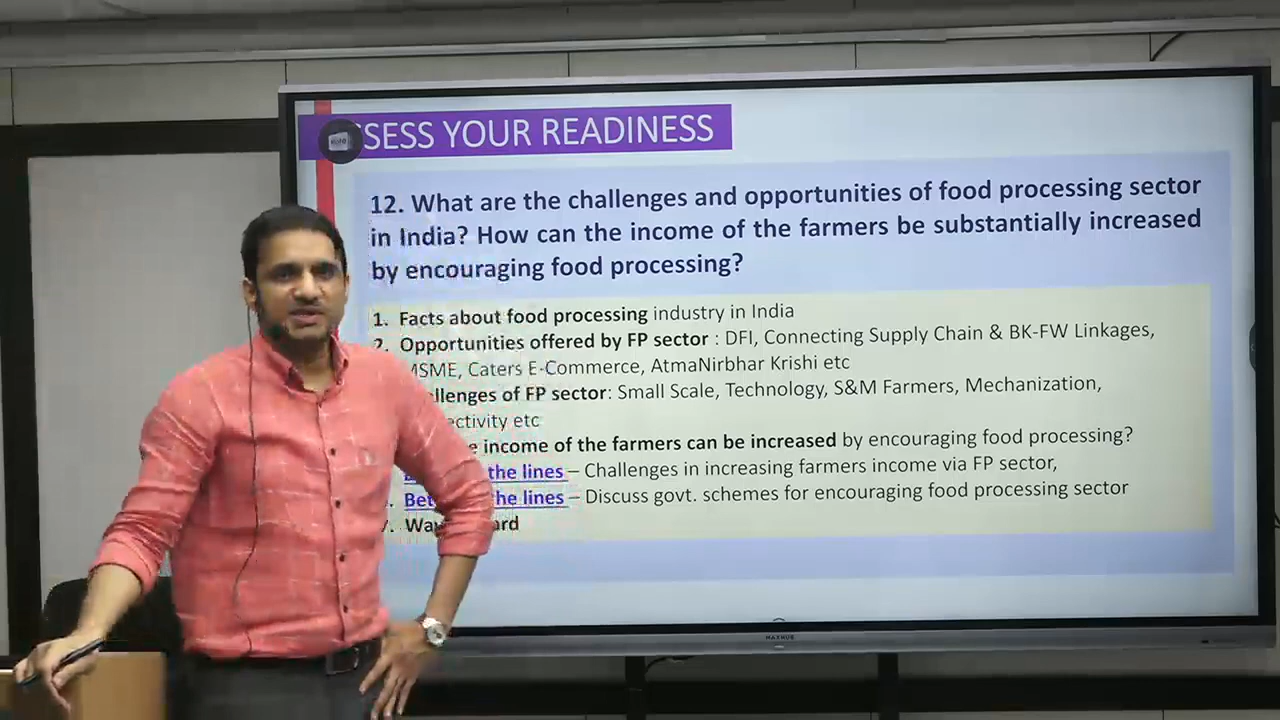 SESS YOUR READINESS
12. What are the challenges and opportunities of food processing sector
in India? How can the income of the farmers be substantially increased
by encouraging food processing?
1. Facts about food processing industry in India
2. Opportunities offered by FP sector : DFI, Connecting Supply Chain & BK-FW Linkages,
MSME, Caters E-Commerce, AtmaNirbhar Krishi etc
llenges of FP sector: Small Scale, Technology, S&M Farmers, Mechanization,
ectivity etc
e income of the farmers can be increased by encouraging food processing?
the lines – Challenges in increasing farmers income via FP sector,
Bet he lines – Discuss govt. schemes for encouraging food processing sector
Wa ard
MAXHUB